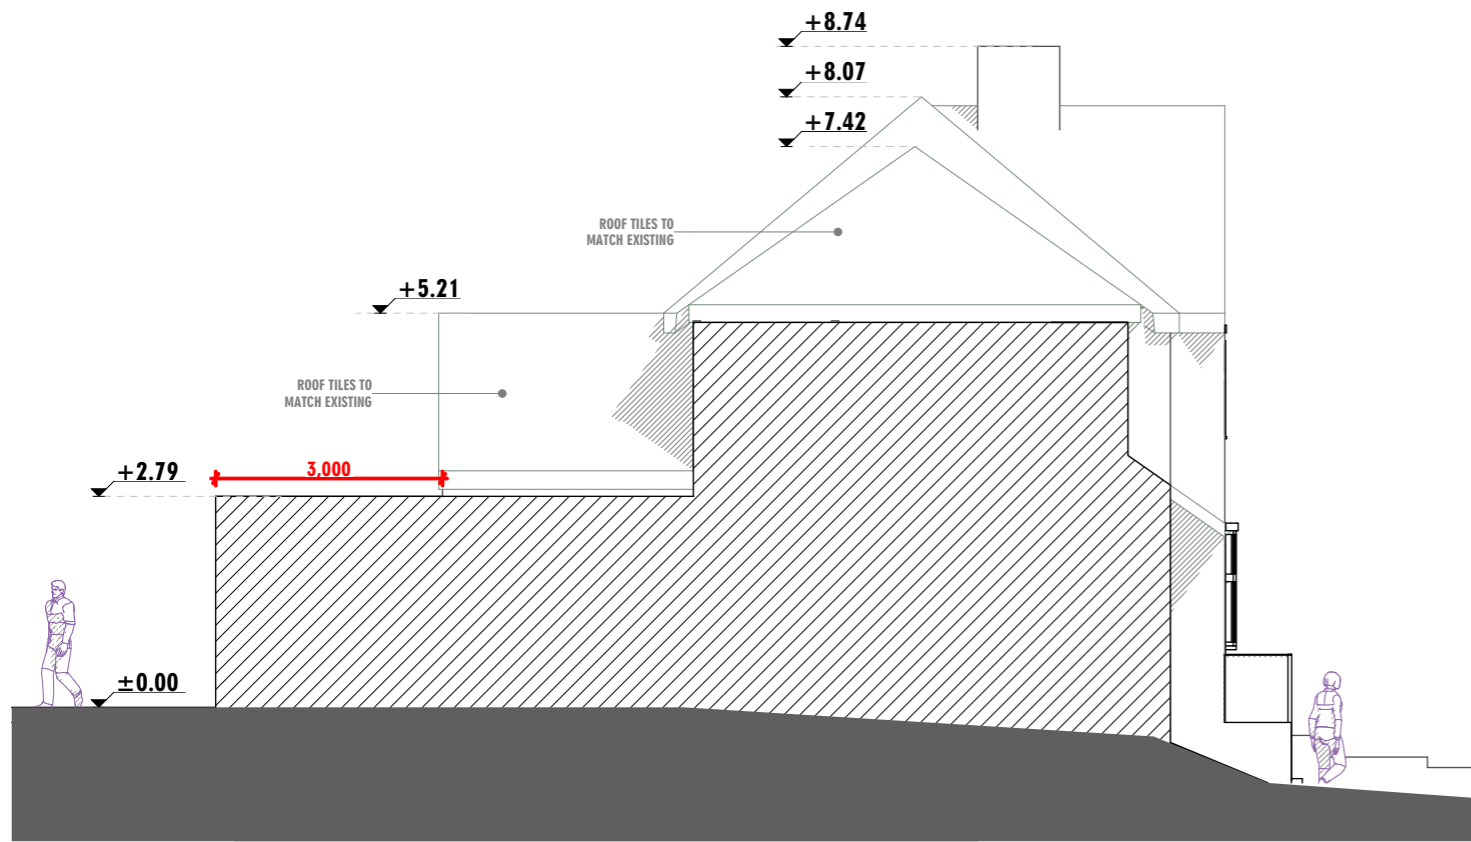 +8.74
+8.07
+7.42
ROOF TILES TO
MATCH EXISTING
+5.21
ROOF TILES TO
MATCH EXISTING
+2.79
3,000
±0.00